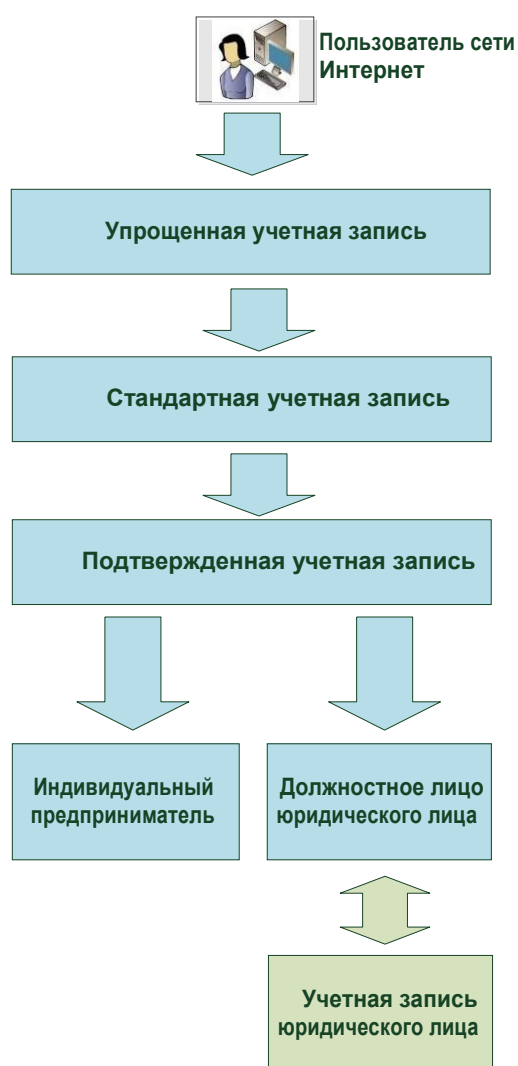 Пользователь сети
Интернет
Упрощенная учетная запись
Стандартная учетная запись
Подтвержденная учетная запись
Индивидуальный
предприниматель
Должностное лицо
юридического лица
Учетная запись
юридического лица